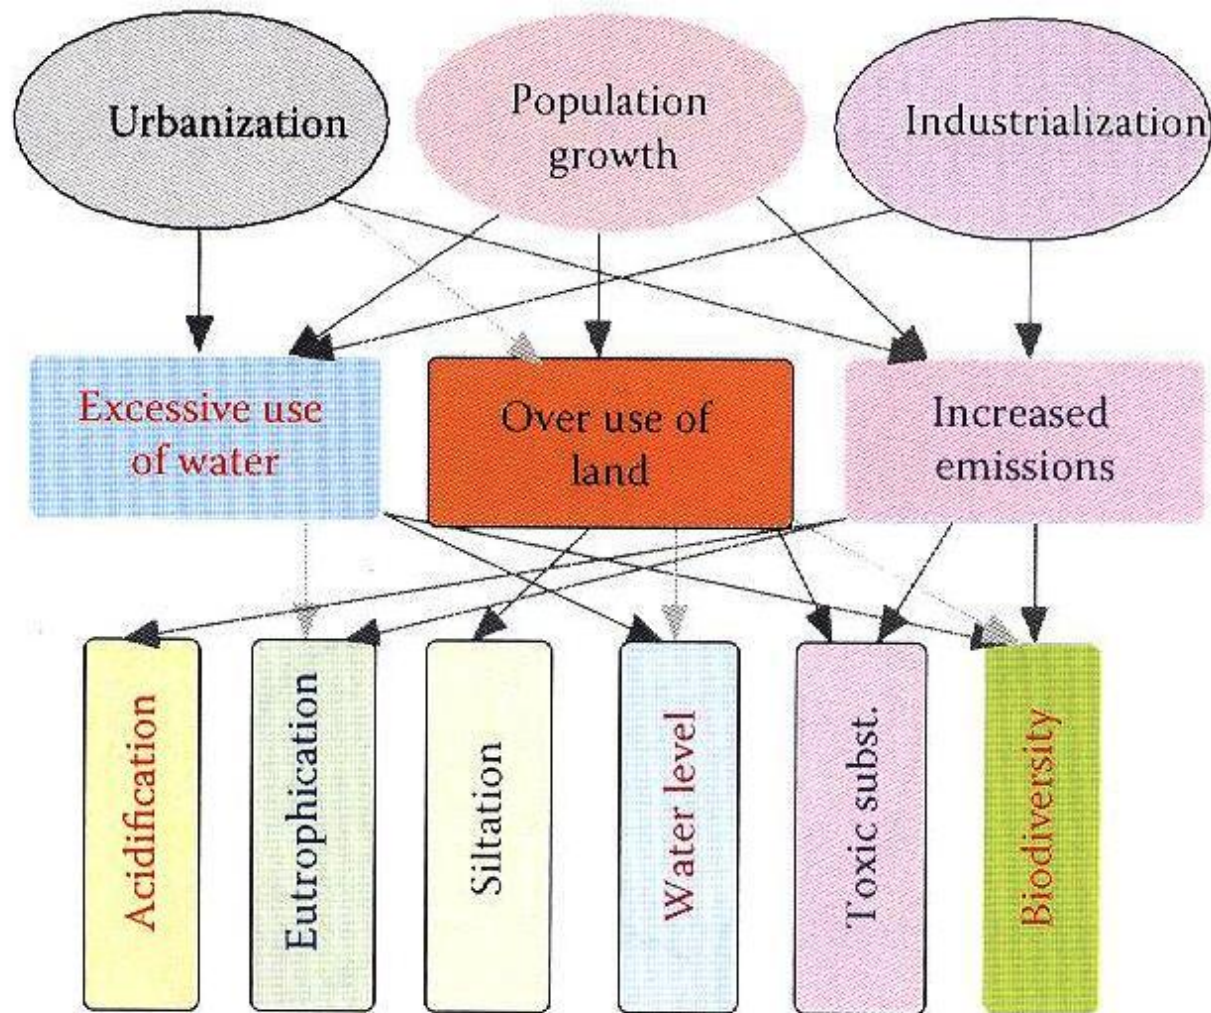 Urbanization
Population
growth
Industrialization
Excessive use
of water
Over use of
land
Increased
emissions
Acidification
Eutrophication
Siltation
Water level
Toxic subst.
Biodiversity